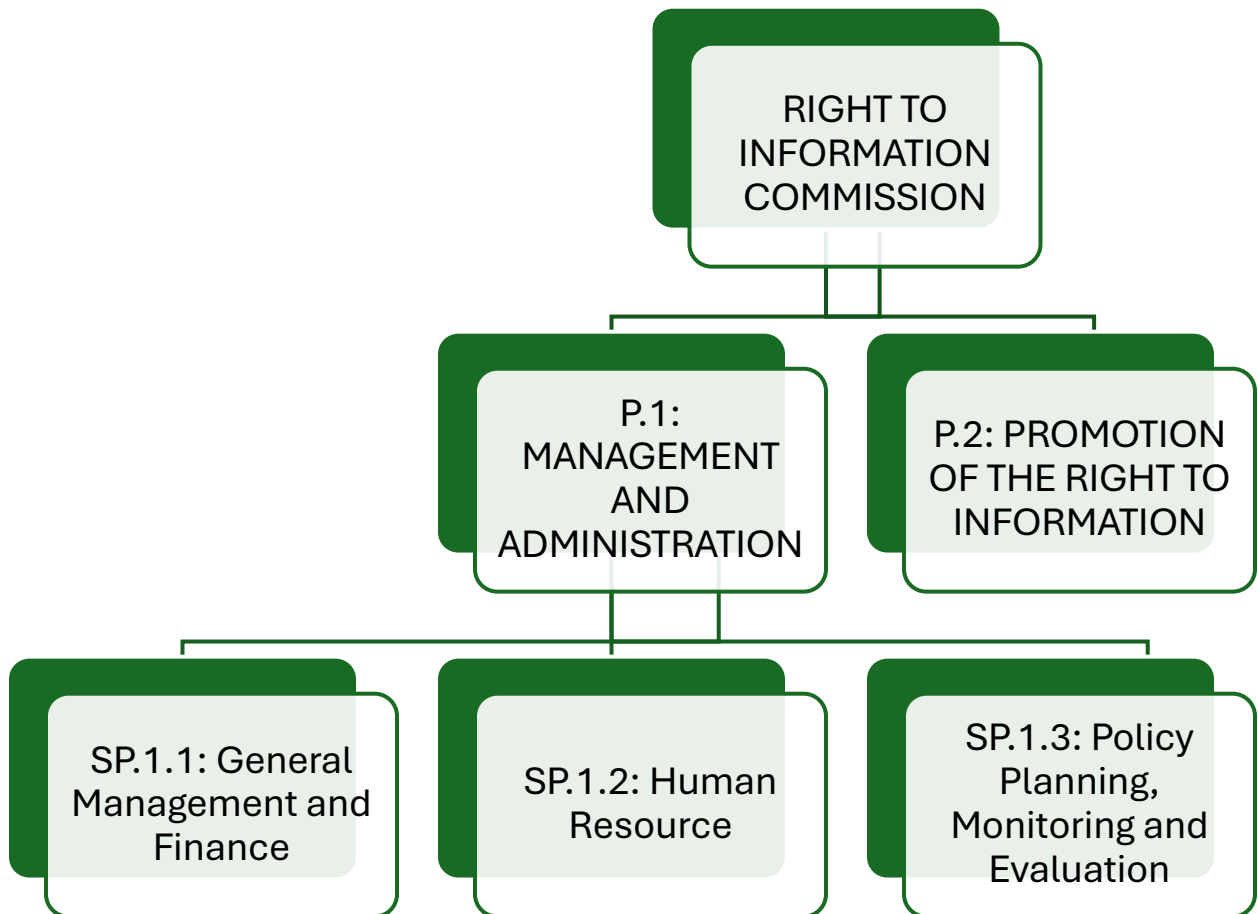 RIGHT TO
INFORMATION
COMMISSION
P.1:
MANAGEMENT
AND
ADMINISTRATION
P.2: PROMOTION
OF THE RIGHT TO
INFORMATION
SP.1.1: General
Management and
Finance
SP.1.2: Human
Resource
SP.1.3: Policy
Planning,
Monitoring and
Evaluation